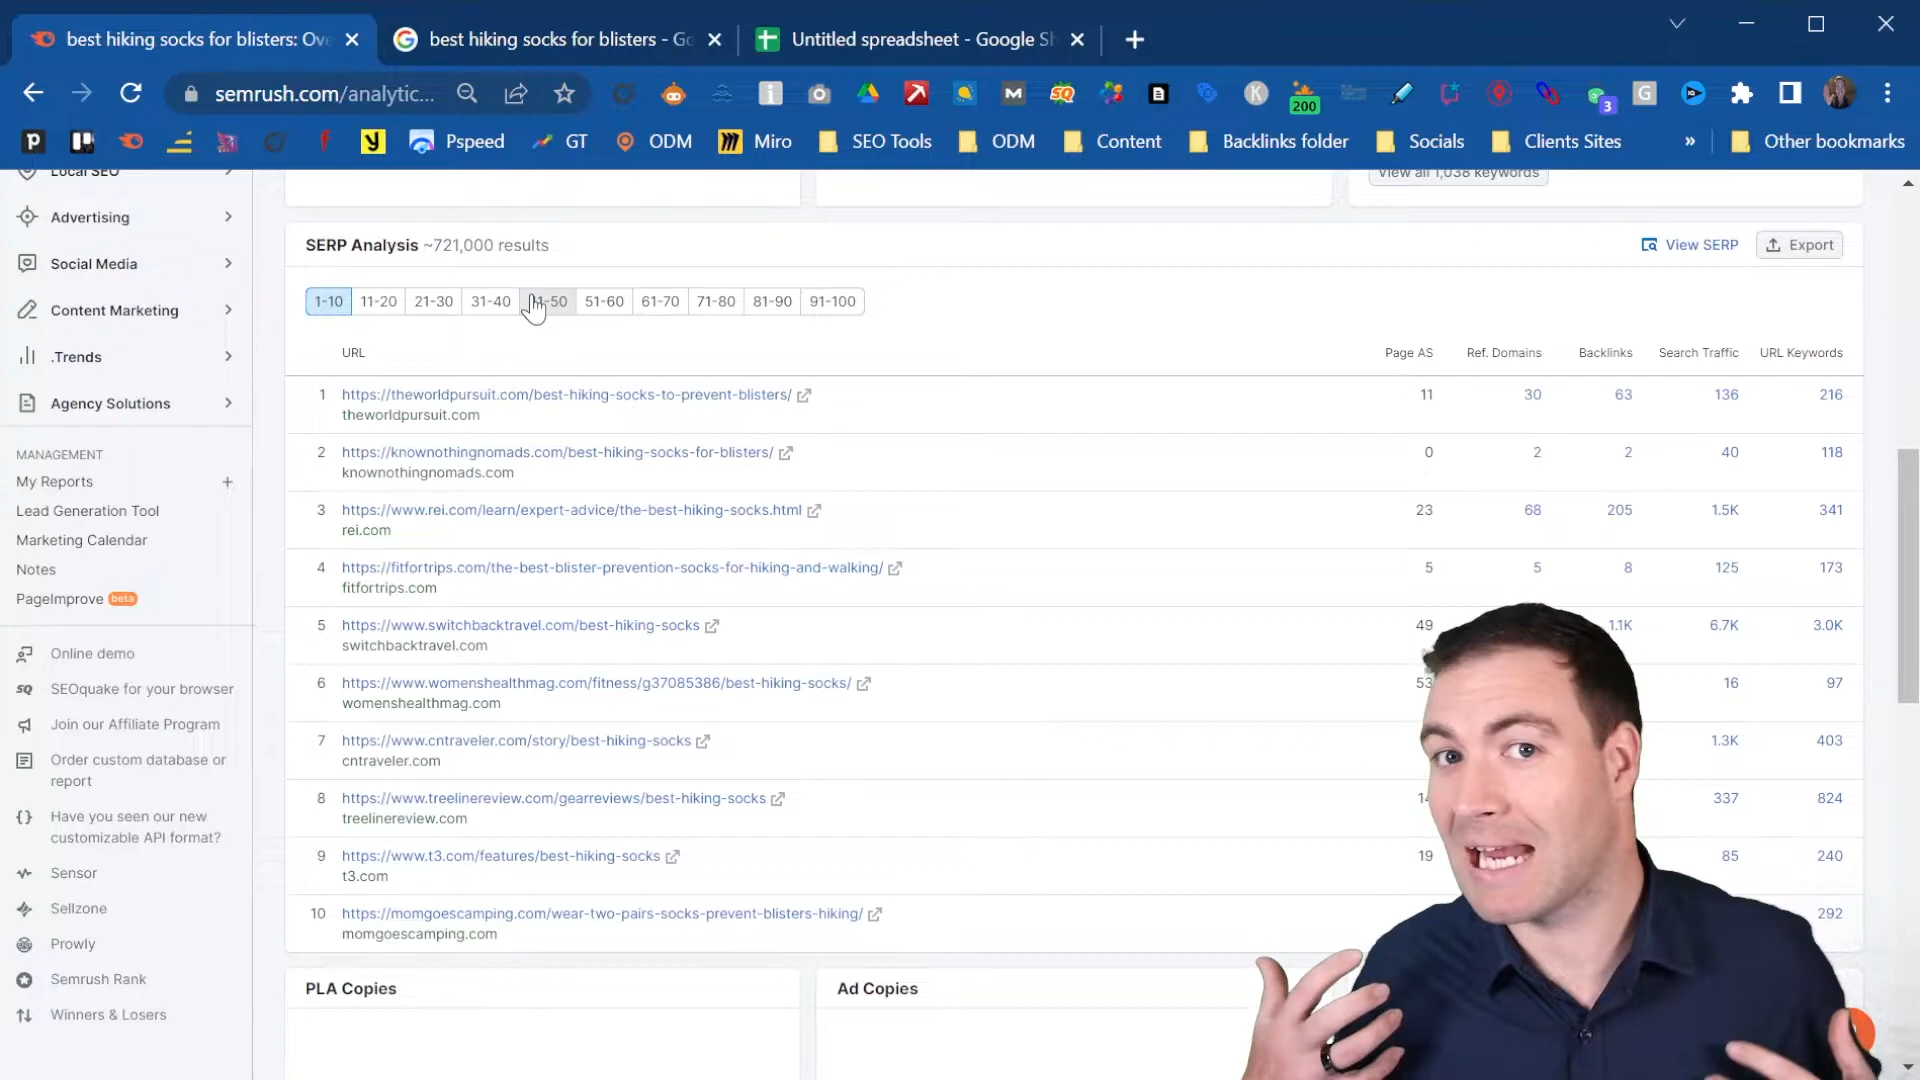 best hiking socks for blisters: Ove
best hiking socks for blisters - Go
Untitled spreadsheet - Google Sh
semrush.com/analytic...
200
3
Pspeed
GT
ODM
Miro
SEO Tools
ODM
Content
Backlinks folder
Socials
Clients Sites
»
Other bookmarks
Local SEO
Advertising
Social Media
Content Marketing
.Trends
Agency Solutions
MANAGEMENT
My Reports +
Lead Generation Tool
Marketing Calendar
Notes
PageImprove beta
Online demo
SEOquake for your browser
Join our Affiliate Program
Order custom database or
report
Have you seen our new
customizable API format?
Sensor
Sellzone
Prowly
Semrush Rank
Winners & Losers
View all 1,038 keywords
SERP Analysis ~721,000 results
View SERP
Export
1-10 11-20 21-30 31-40 51-60 61-70 71-80 81-90 91-100
URL Page AS Ref. Domains Backlinks Search Traffic URL Keywords
1 https://theworldpursuit.com/best-hiking-socks-to-prevent-blisters/ 11 30 63 136 216
theworldpursuit.com
2 https://knownothingnomads.com/best-hiking-socks-for-blisters/ 0 2 2 40 118
knownothingnomads.com
3 https://www.rei.com/learn/expert-advice/the-best-hiking-socks.html 23 68 205 1.5K 341
rei.com
4 https://fitfortrips.com/the-best-blister-prevention-socks-for-hiking-and-walking/ 5 5 8 125 173
fitfortrips.com
5 https://www.switchbacktravel.com/best-hiking-socks 49 1.1K 6.7K 3.0K
switchbacktravel.com
6 https://www.womenshealthmag.com/fitness/g37085386/best-hiking-socks/ 53 16 97
womenshealthmag.com
7 https://www.cntraveler.com/story/best-hiking-socks 1.3K 403
cntraveler.com
8 https://www.treelinereview.com/gearreviews/best-hiking-socks 337 824
treelinereview.com
9 https://www.t3.com/features/best-hiking-socks 19 85 240
t3.com
10 https://momgoescamping.com/wear-two-pairs-socks-prevent-blisters-hiking/ 292
momgoescamping.com
PLA Copies
Ad Copies